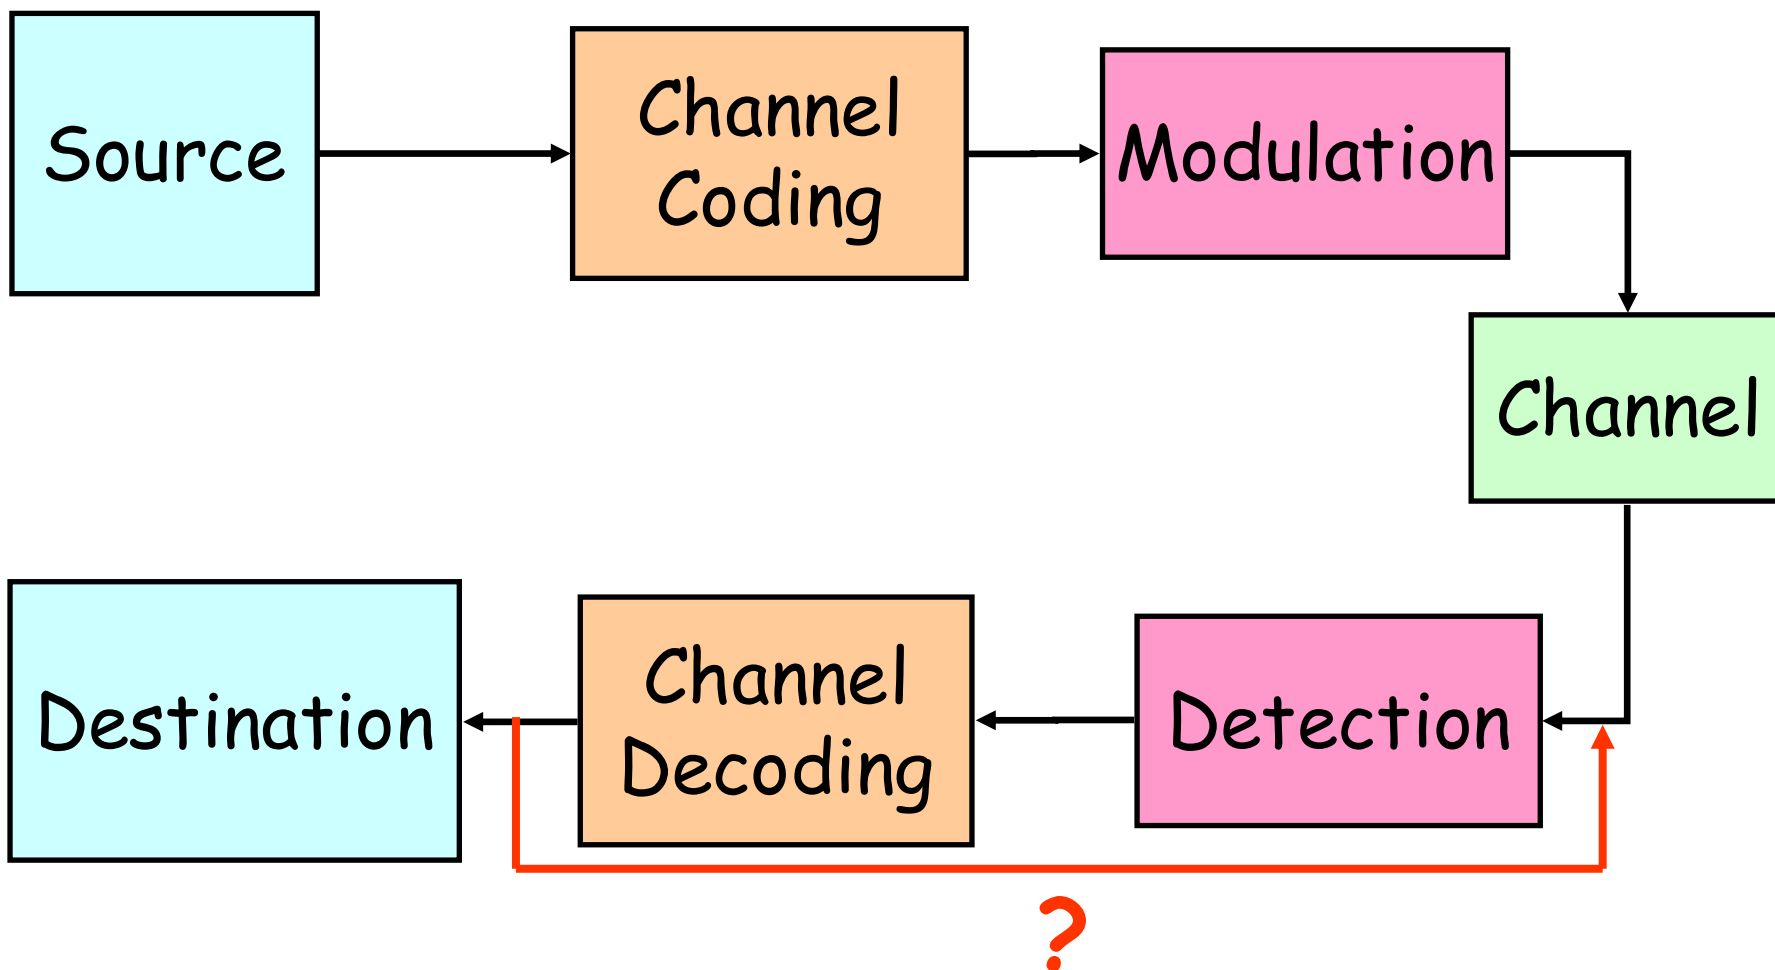 Source
Channel
Coding
Modulation
Channel
Destination
Channel
Decoding
Detection
?